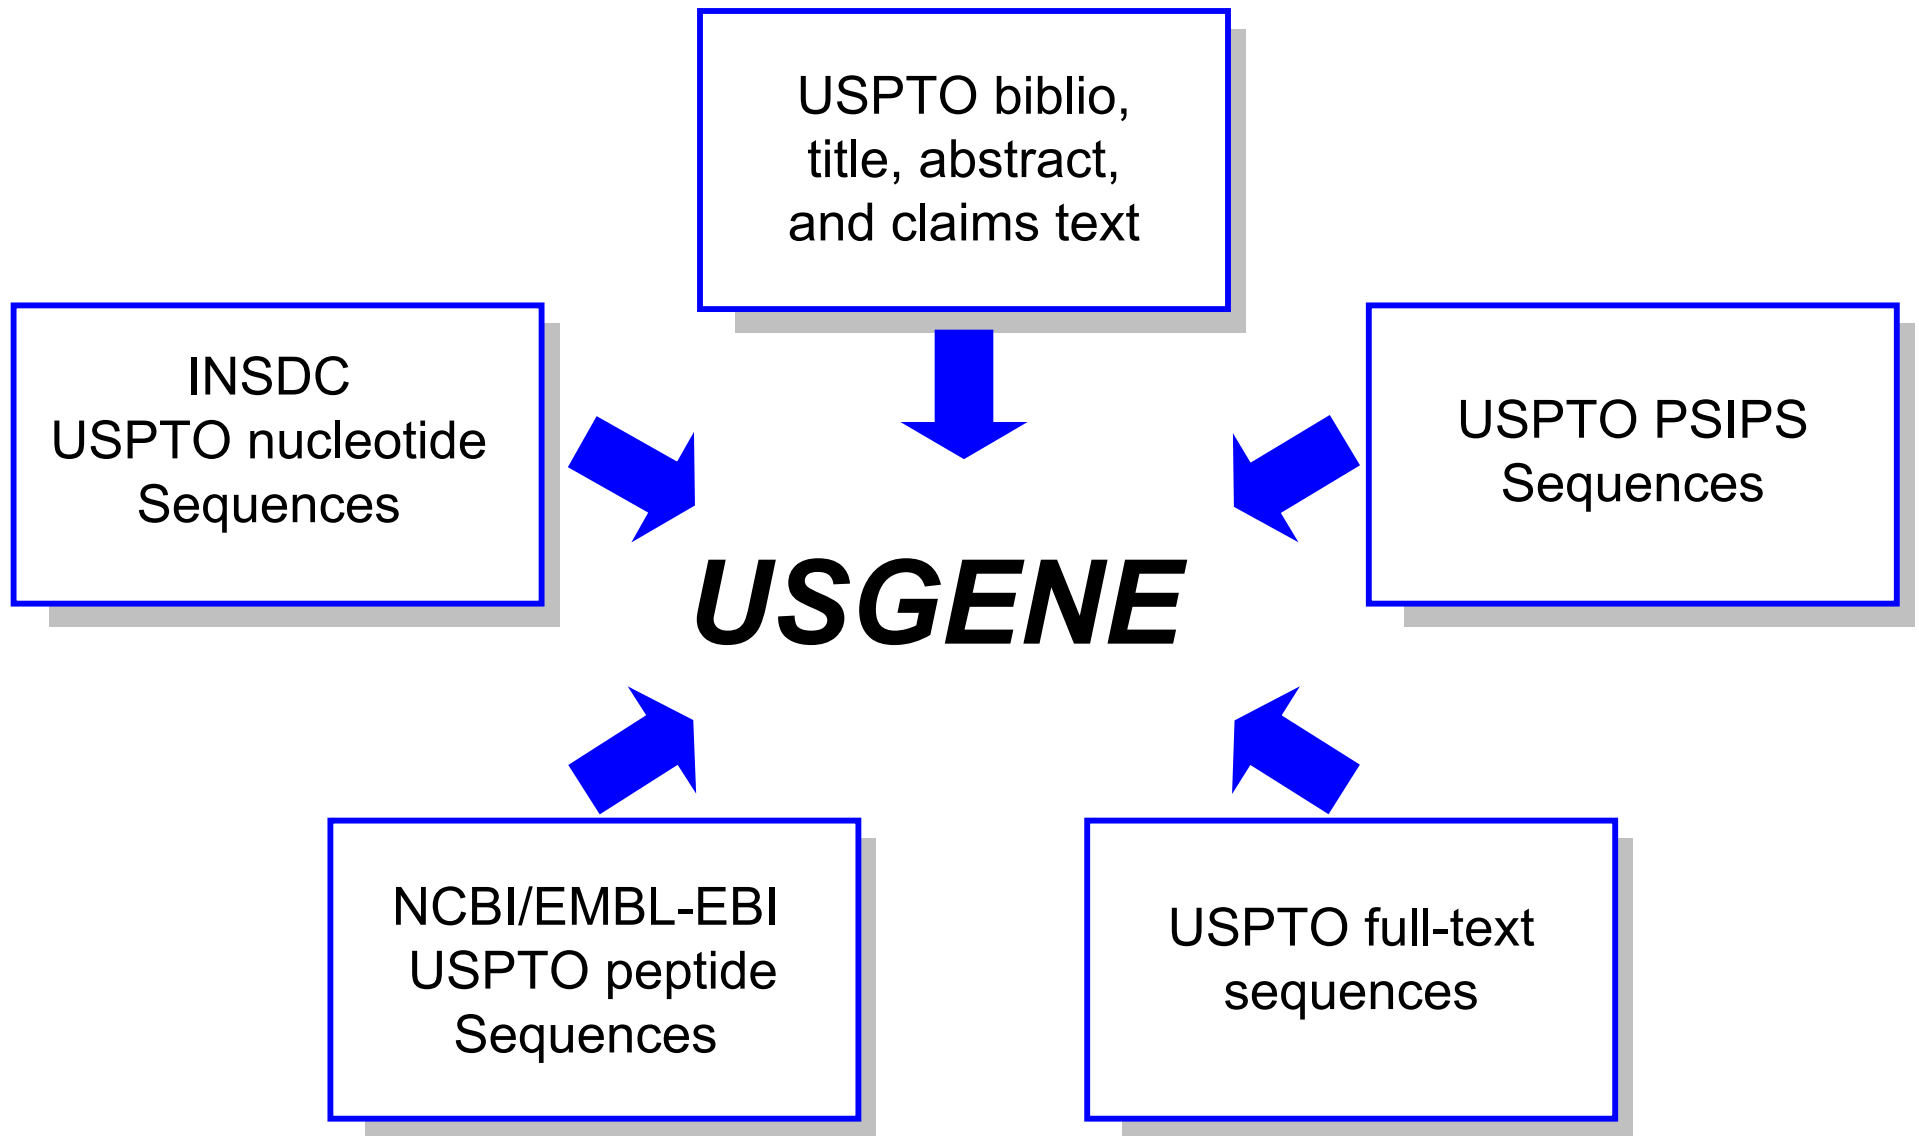 USPTO biblio,
title, abstract,
and claims text
INSDC
USPTO nucleotide
Sequences
USPTO PSIPS
Sequences
USGENE
NCBI/EMBL-EBI
USPTO peptide
Sequences
USPTO full-text
sequences